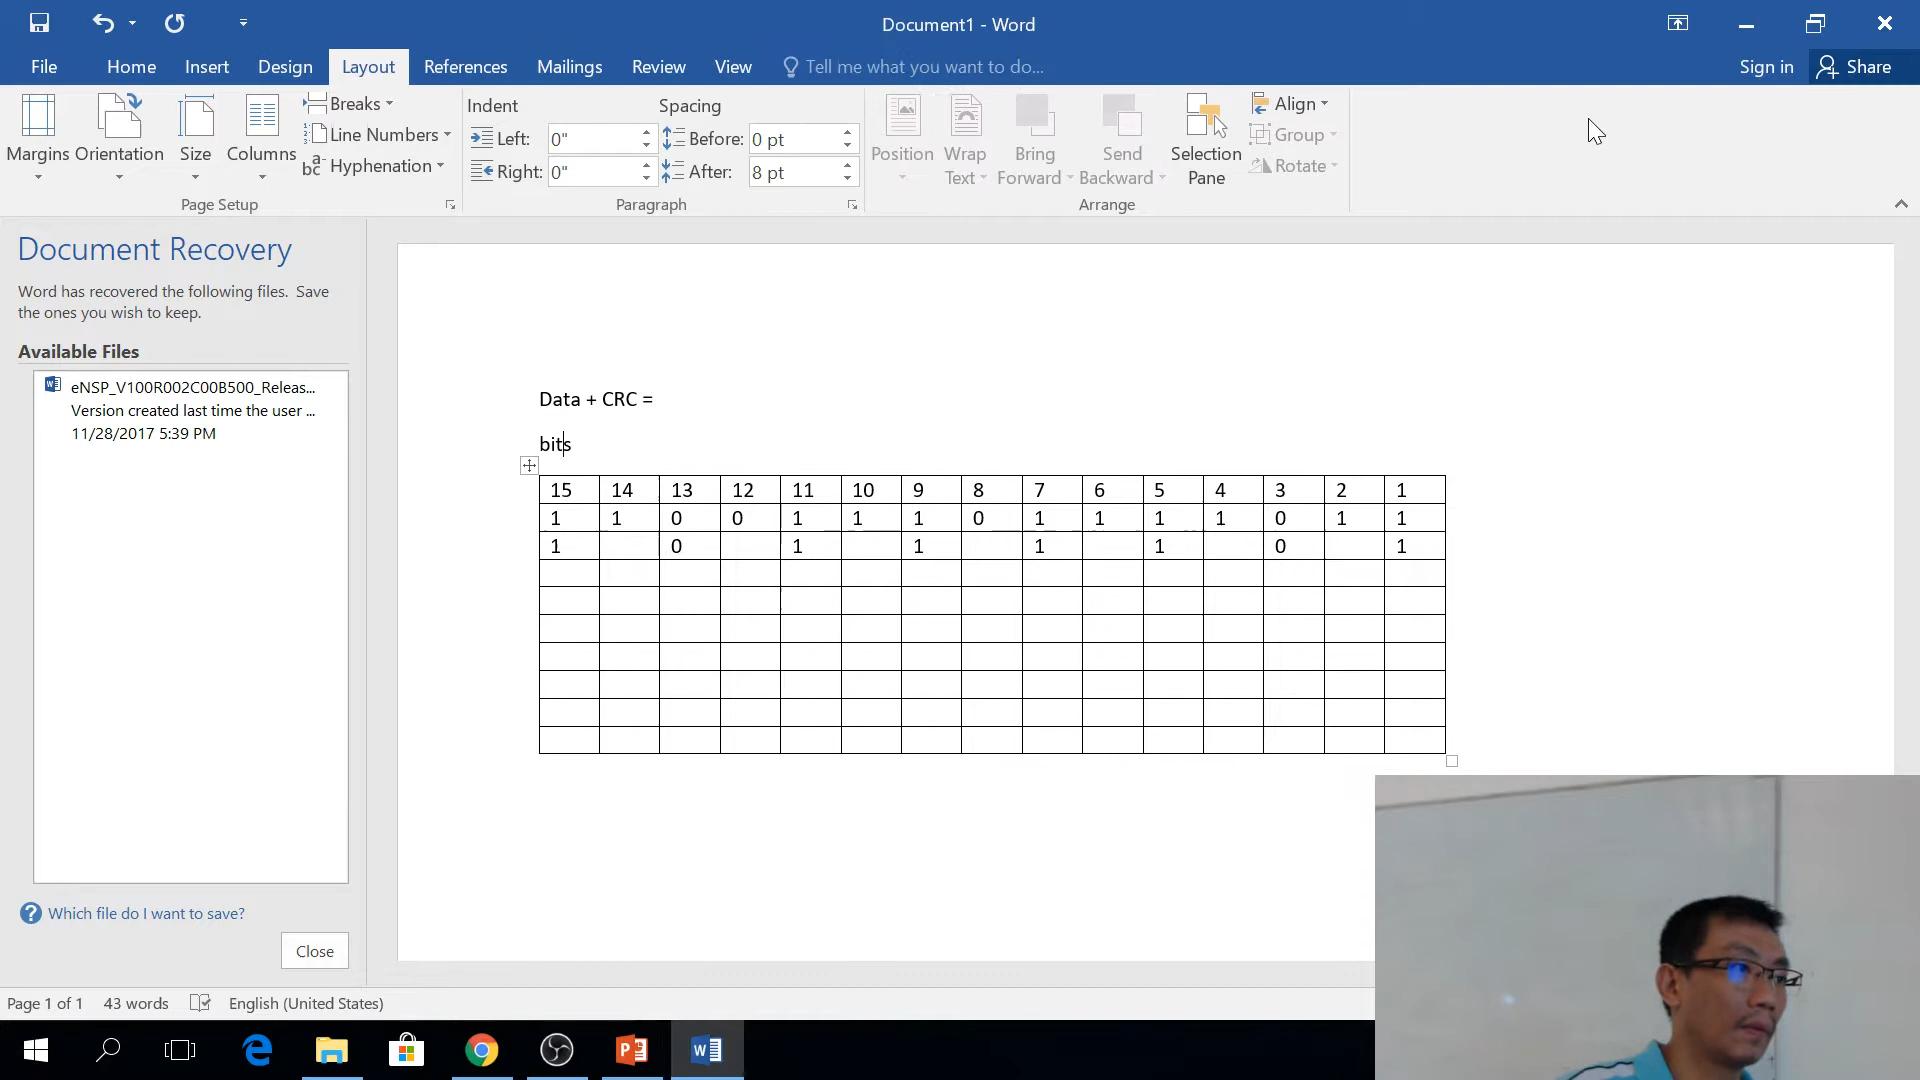 Document1 - Word
File Home Insert Design Layout References Mailings Review View Tell me what you want to do... Sign in Share
Margins
Orientation
Size
Columns
Breaks
Line Numbers
Hyphenation
Page Setup
Indent
Left: 0"
Right: 0"
Spacing
Before: 0 pt
After: 8 pt
Paragraph
Position
Wrap Text
Bring Forward
Send Backward
Selection Pane
Align
Group
Rotate
Arrange
Document Recovery
Word has recovered the following files. Save
the ones you wish to keep.
Available Files
eNSP_V100R002C00B500_Releas...
Version created last time the user ...
11/28/2017 5:39 PM
Which file do I want to save?
Close
Data + CRC =
bits
15 14 13 12 11 10 9 8 7 6 5 4 3 2 1
1 1 0 0 1 1 1 0 1 1 1 1 0 1 1
1 0 1 1 1 1 0 1
Page 1 of 1 43 words English (United States)